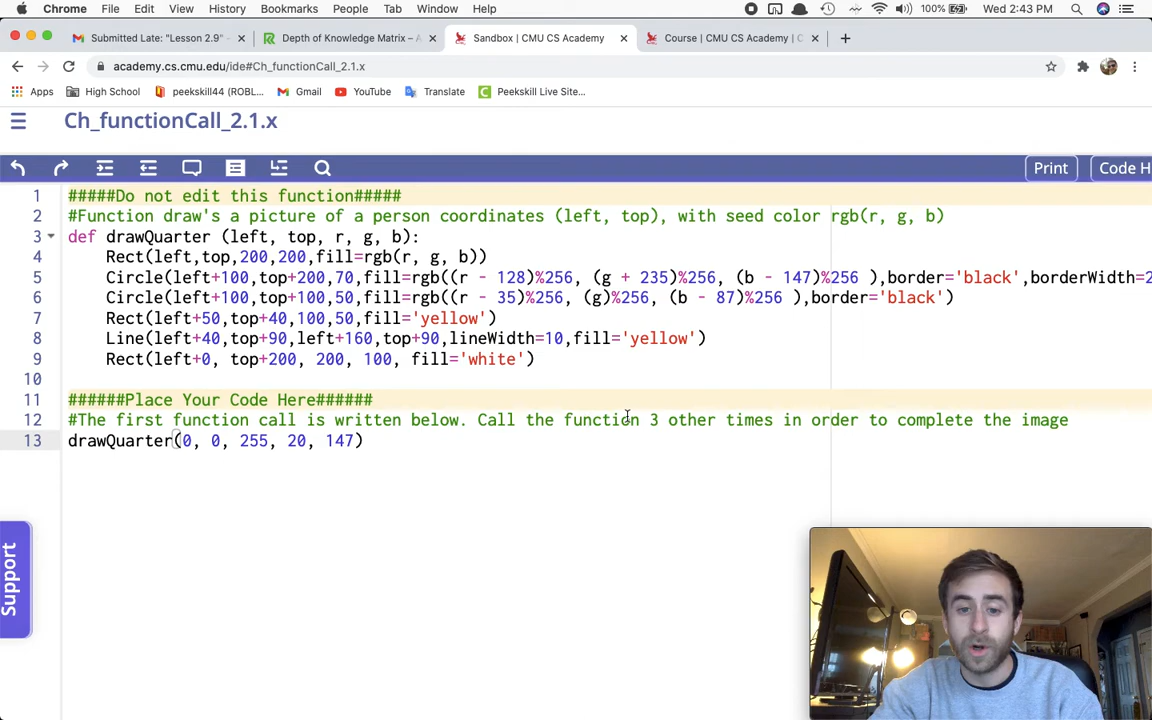 Chrome File Edit View History Bookmarks People Tab Window Help 100% Wed 2:43 PM
Submitted Late: "Lesson 2.9" - Depth of Knowledge Matrix – Sandbox | CMU CS Academy Course | CMU CS Academy |
academy.cs.cmu.edu/ide#Ch_functionCall_2.1.x
Apps High School peekskill44 (ROBL... Gmail YouTube Translate Peekskill Live Site...
Ch_functionCall_2.1.x
Print Code H
1 #####Do not edit this function#####
2 #Function draw's a picture of a person coordinates (left, top), with seed color rgb(r, g, b)
3 def drawQuarter (left, top, r, g, b):
4 Rect(left,top,200,200,fill=rgb(r, g, b))
5 Circle(left+100,top+200,70,fill=rgb((r - 128)%256, (g + 235)%256, (b - 147)%256 ),border='black',borderWidth=2
6 Circle(left+100,top+100,50,fill=rgb((r - 35)%256, (g)%256, (b - 87)%256 ),border='black')
7 Rect(left+50,top+40,100,50,fill='yellow')
8 Line(left+40,top+90,left+160,top+90,lineWidth=10,fill='yellow')
9 Rect(left+0, top+200, 200, 100, fill='white')
10
11 ######Place Your Code Here######
12 #The first function call is written below. Call the function 3 other times in order to complete the image
13 drawQuarter(0, 0, 255, 20, 147)
Support